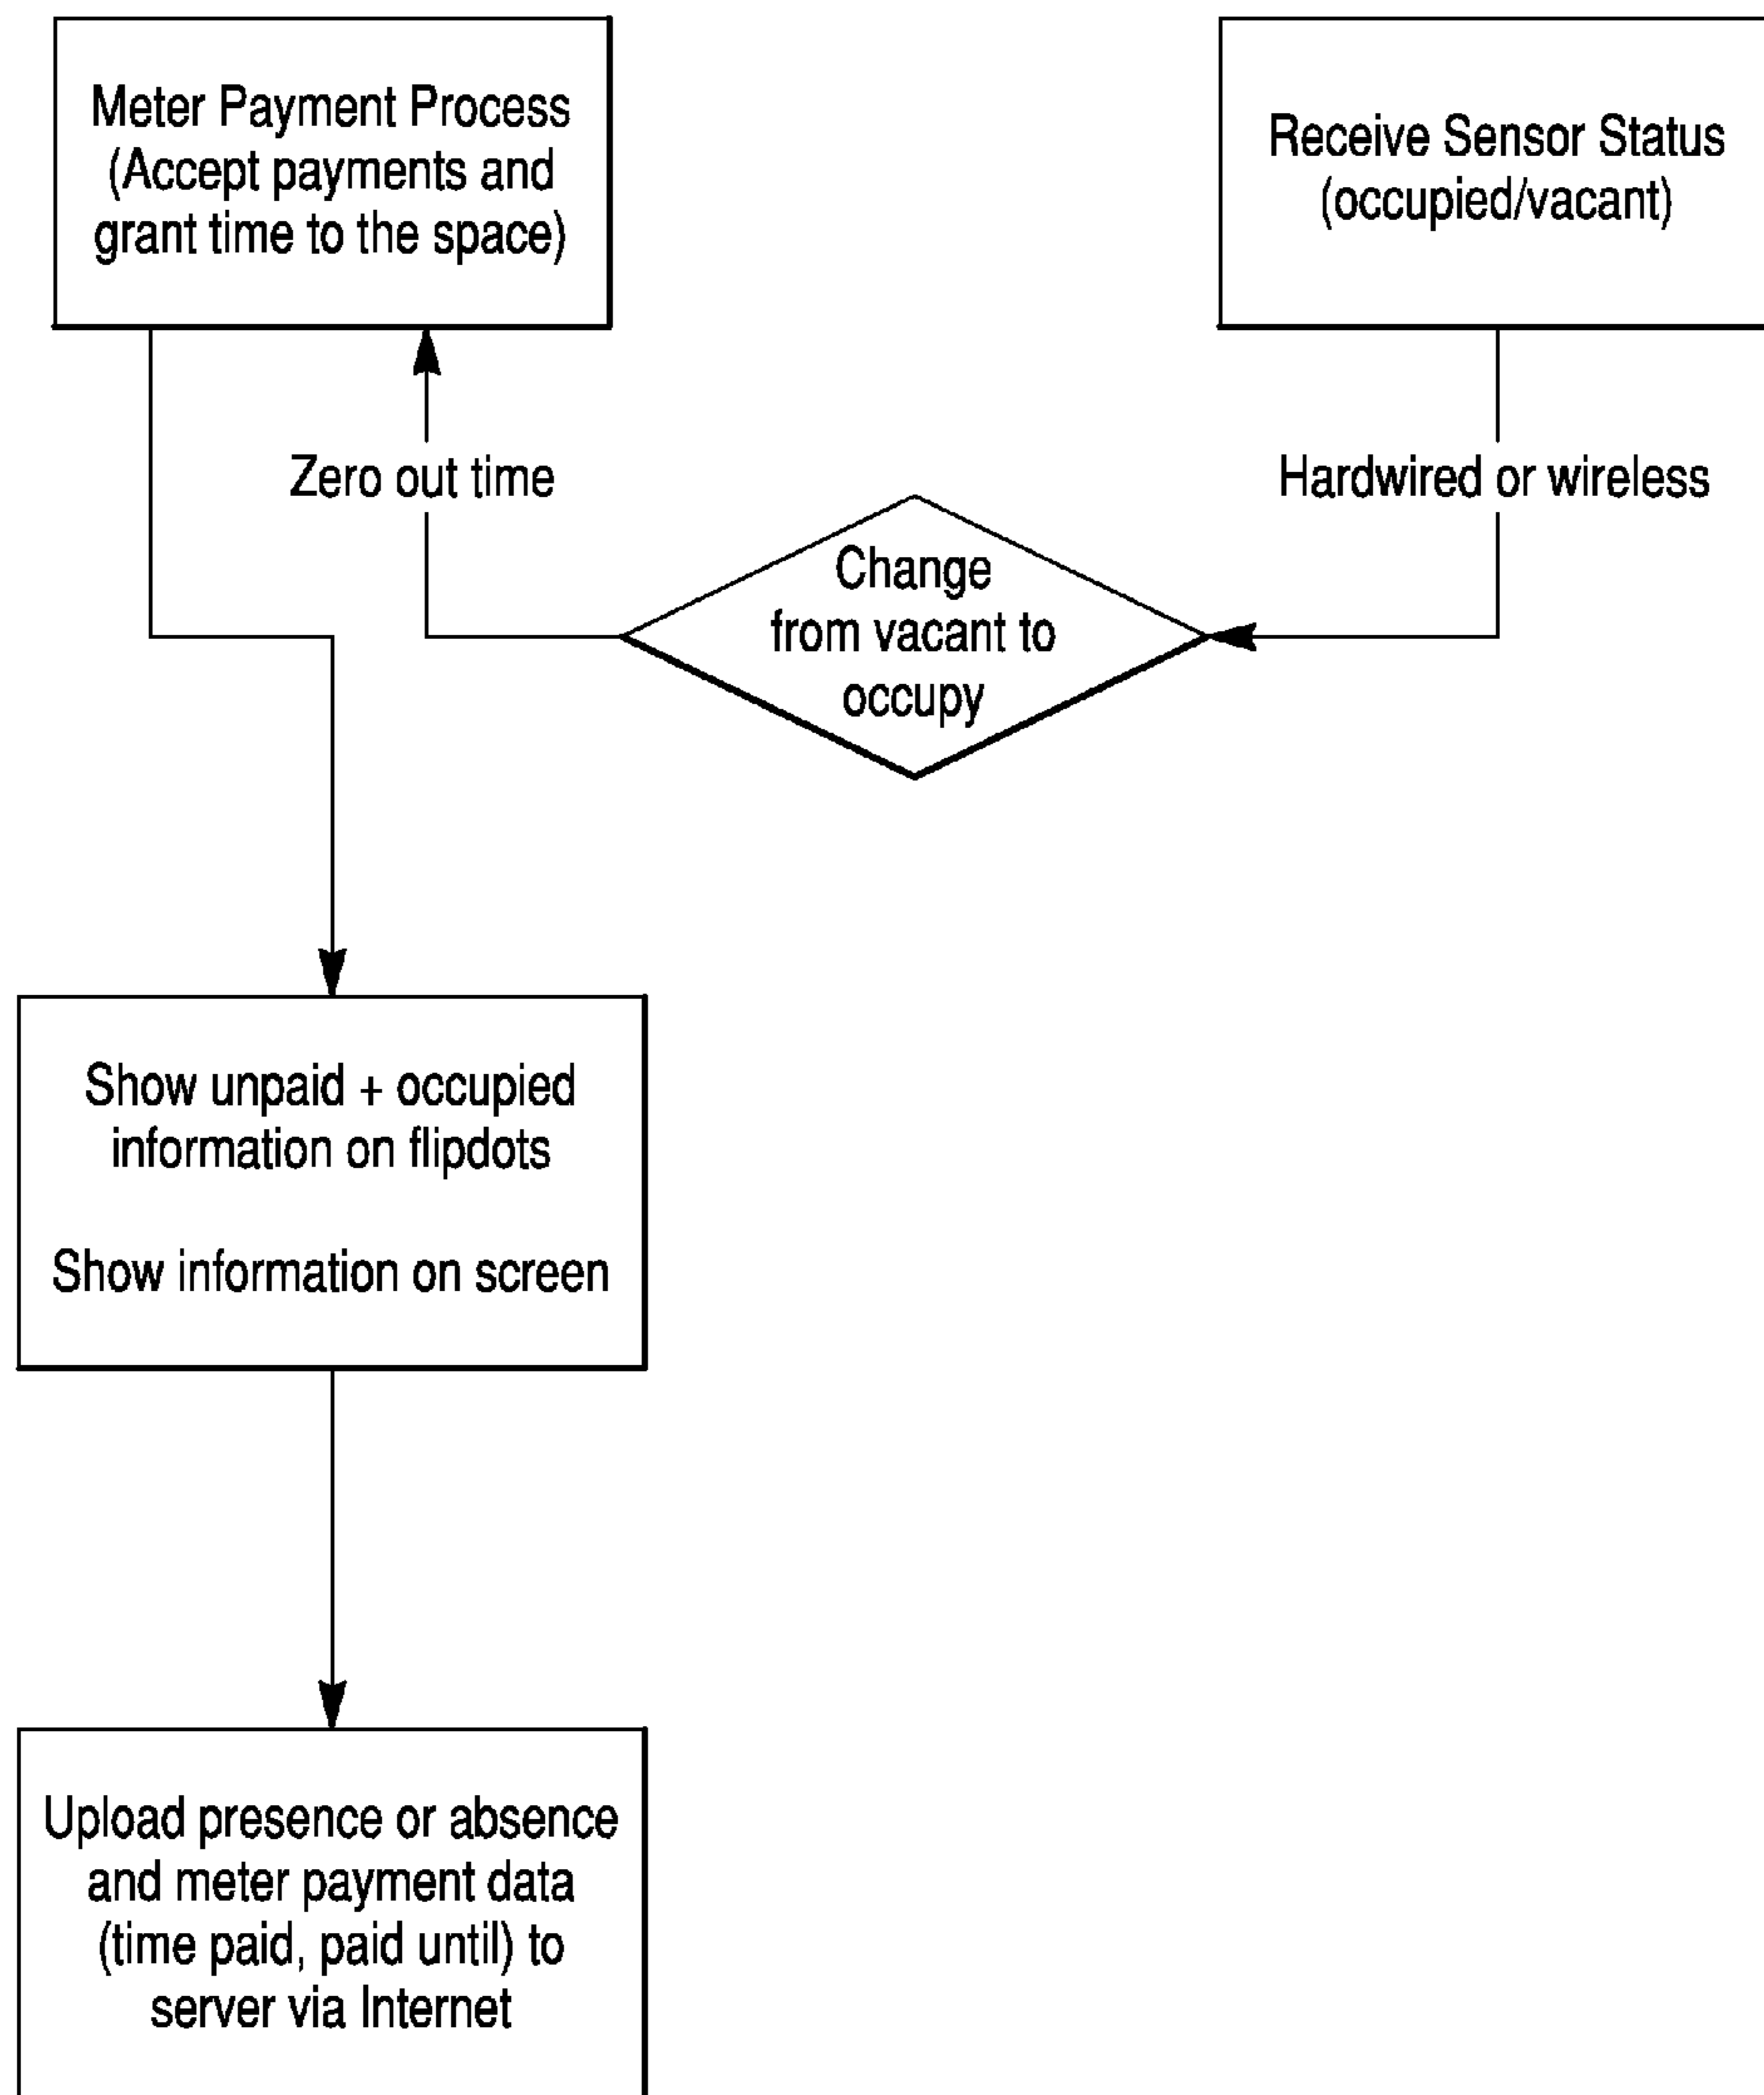 Meter Payment Process
(Accept payments and
grant time to the space)
Receive Sensor Status
(occupied/vacant)
Zero out time
Hardwired or wireless
Change
from vacant to
occupy
Show unpaid + occupied
information on flipdots
Show information on screen
Upload presence or absence
and meter payment data
(time paid, paid until) to
server via Internet